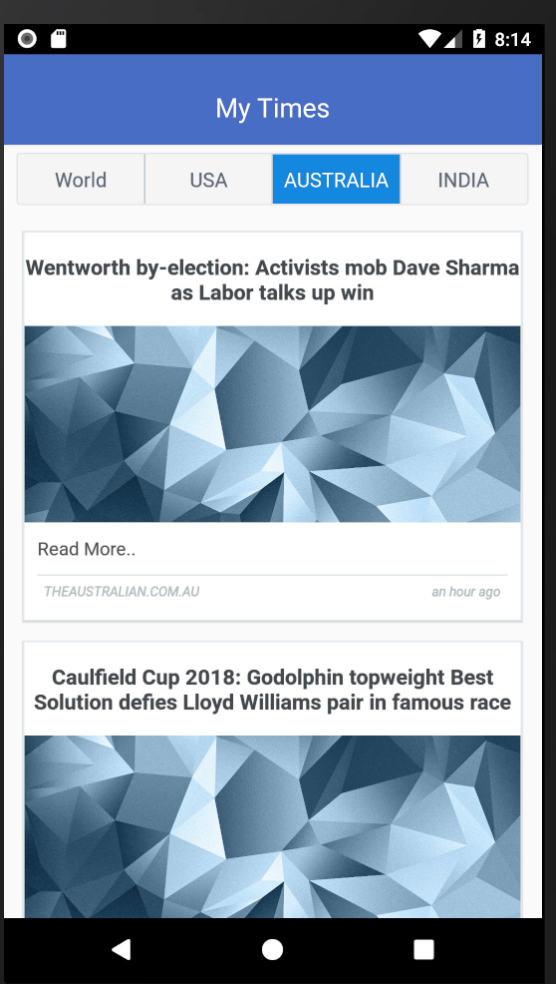 8:14
My Times
World USA AUSTRALIA INDIA
Wentworth by-election: Activists mob Dave Sharma
as Labor talks up win
Read More..
THEAUSTRALIAN.COM.AU an hour ago
Caulfield Cup 2018: Godolphin topweight Best
Solution defies Lloyd Williams pair in famous race